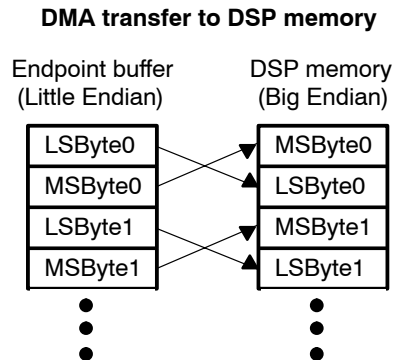 DMA transfer to DSP memory
Endpoint buffer
(Little Endian)
DSP memory
(Big Endian)
LSByte0
MSByte0
LSByte1
MSByte1
MSByte0
LSByte0
MSByte1
LSByte1